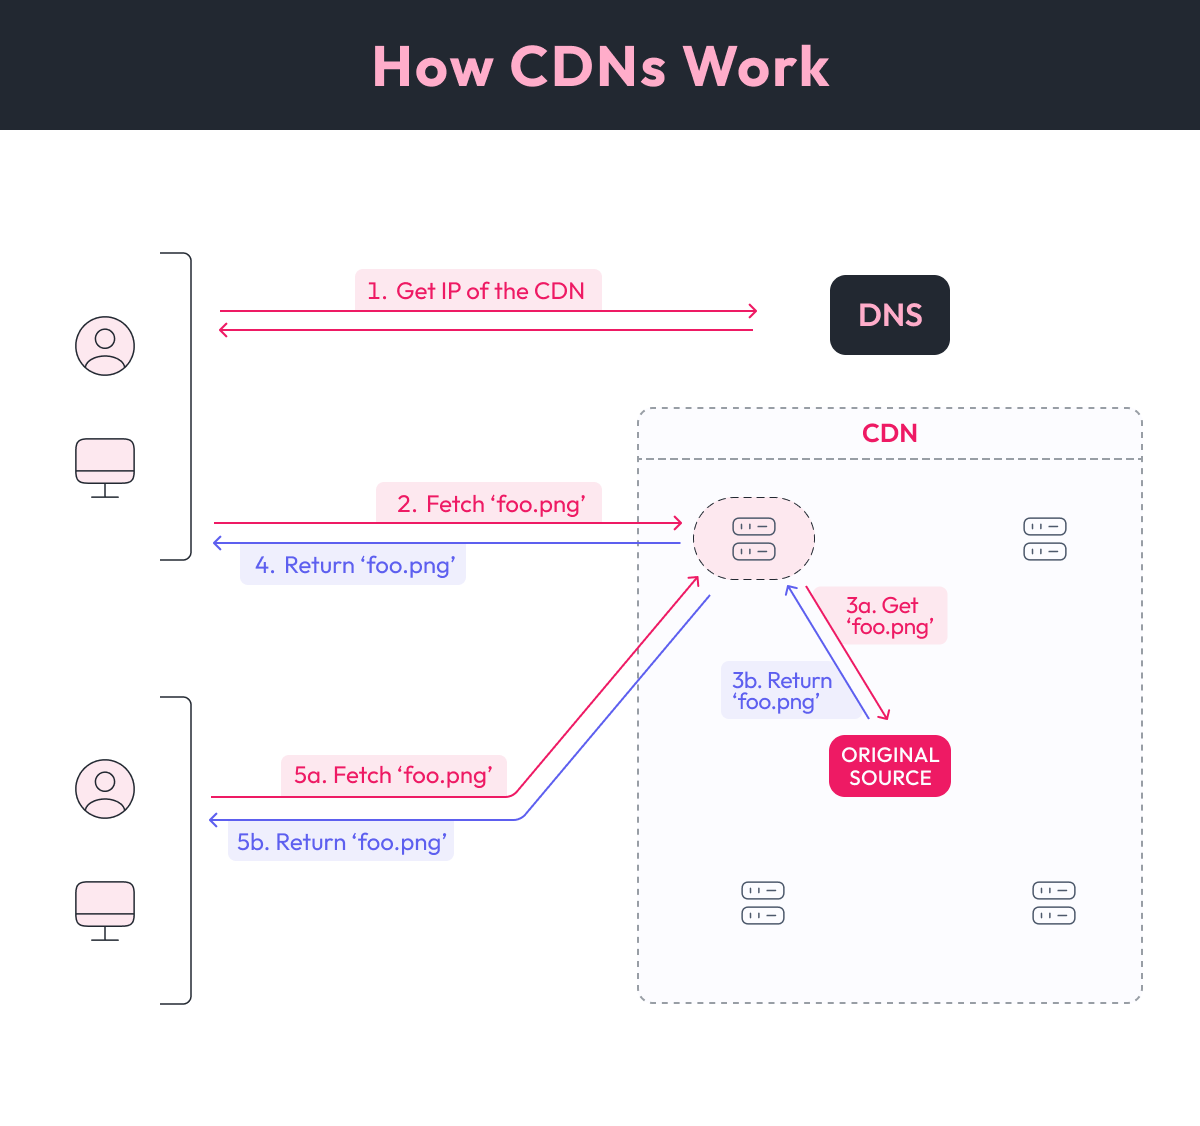 How CDNs Work
1. Get IP of the CDN
DNS
CDN
2. Fetch ‘foo.png’
4. Return ‘foo.png’
3a. Get
‘foo.png’
3b. Return
‘foo.png’
ORIGINAL
SOURCE
5a. Fetch ‘foo.png’
5b. Return ‘foo.png’